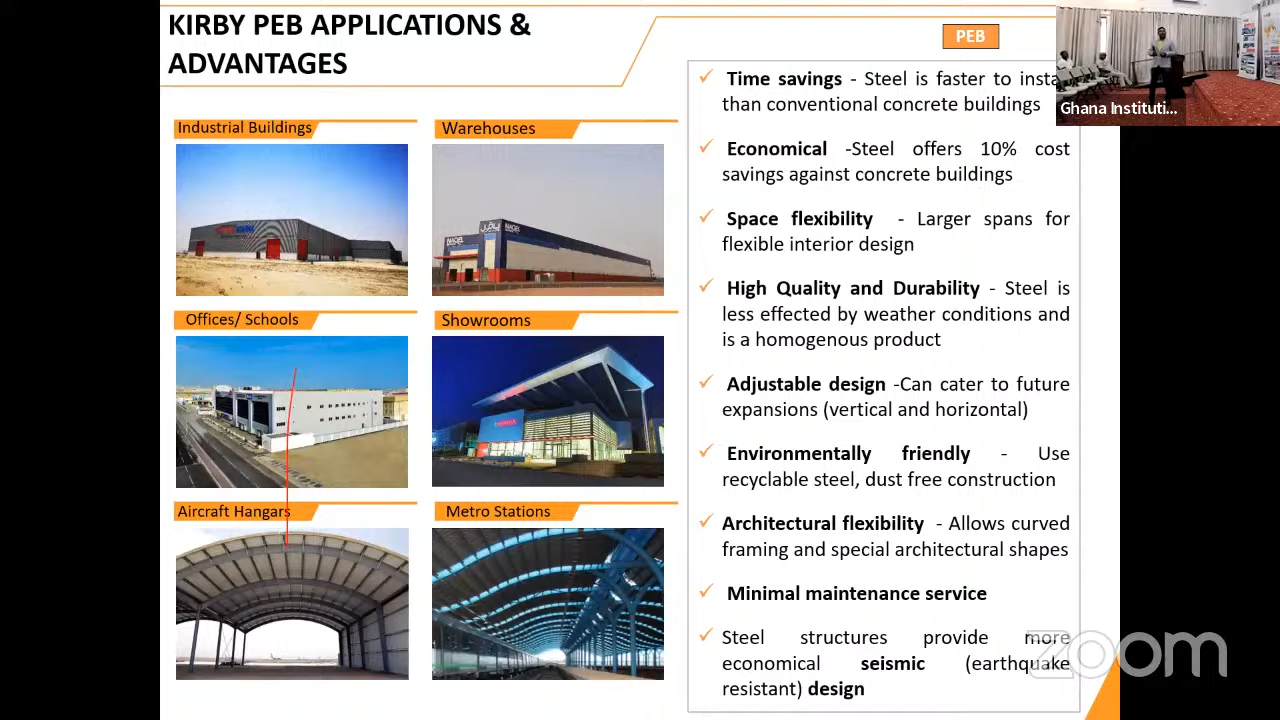 KIRBY PEB APPLICATIONS &
ADVANTAGES
PEB
Ghana Instituti...
Industrial Buildings
Warehouses
Offices/ Schools
Showrooms
Aircraft Hangars
Metro Stations
✓ Time savings - Steel is faster to insta
than conventional concrete buildings
✓ Economical -Steel offers 10% cost
savings against concrete buildings
✓ Space flexibility - Larger spans for
flexible interior design
✓ High Quality and Durability - Steel is
less effected by weather conditions and
is a homogenous product
✓ Adjustable design -Can cater to future
expansions (vertical and horizontal)
✓ Environmentally friendly - Use
recyclable steel, dust free construction
✓ Architectural flexibility - Allows curved
framing and special architectural shapes
✓ Minimal maintenance service
✓ Steel structures provide more
economical seismic (earthquake
resistant) design
zoom